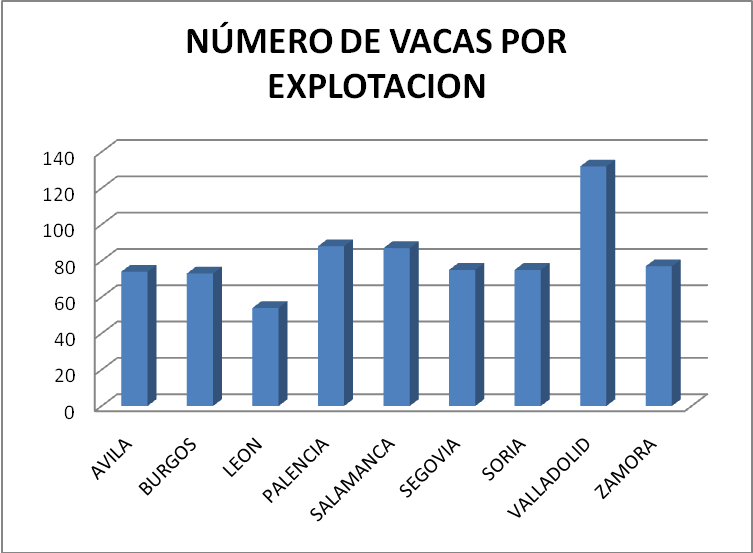 NÚMERO DE VACAS POR
EXPLOTACION
140
120
100
80
60
40
20
0
AVILA
BURGOS
LEON
PALENCIA
SALAMANCA
SEGOVIA
SORIA
VALLADOLID
ZAMORA